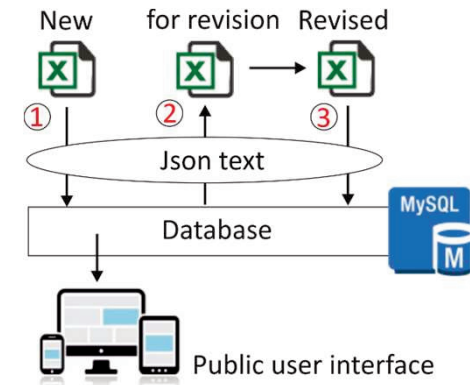 New for revision Revised
X X X
1 2 3
Json text
Database
MySQL
M
Public user interface